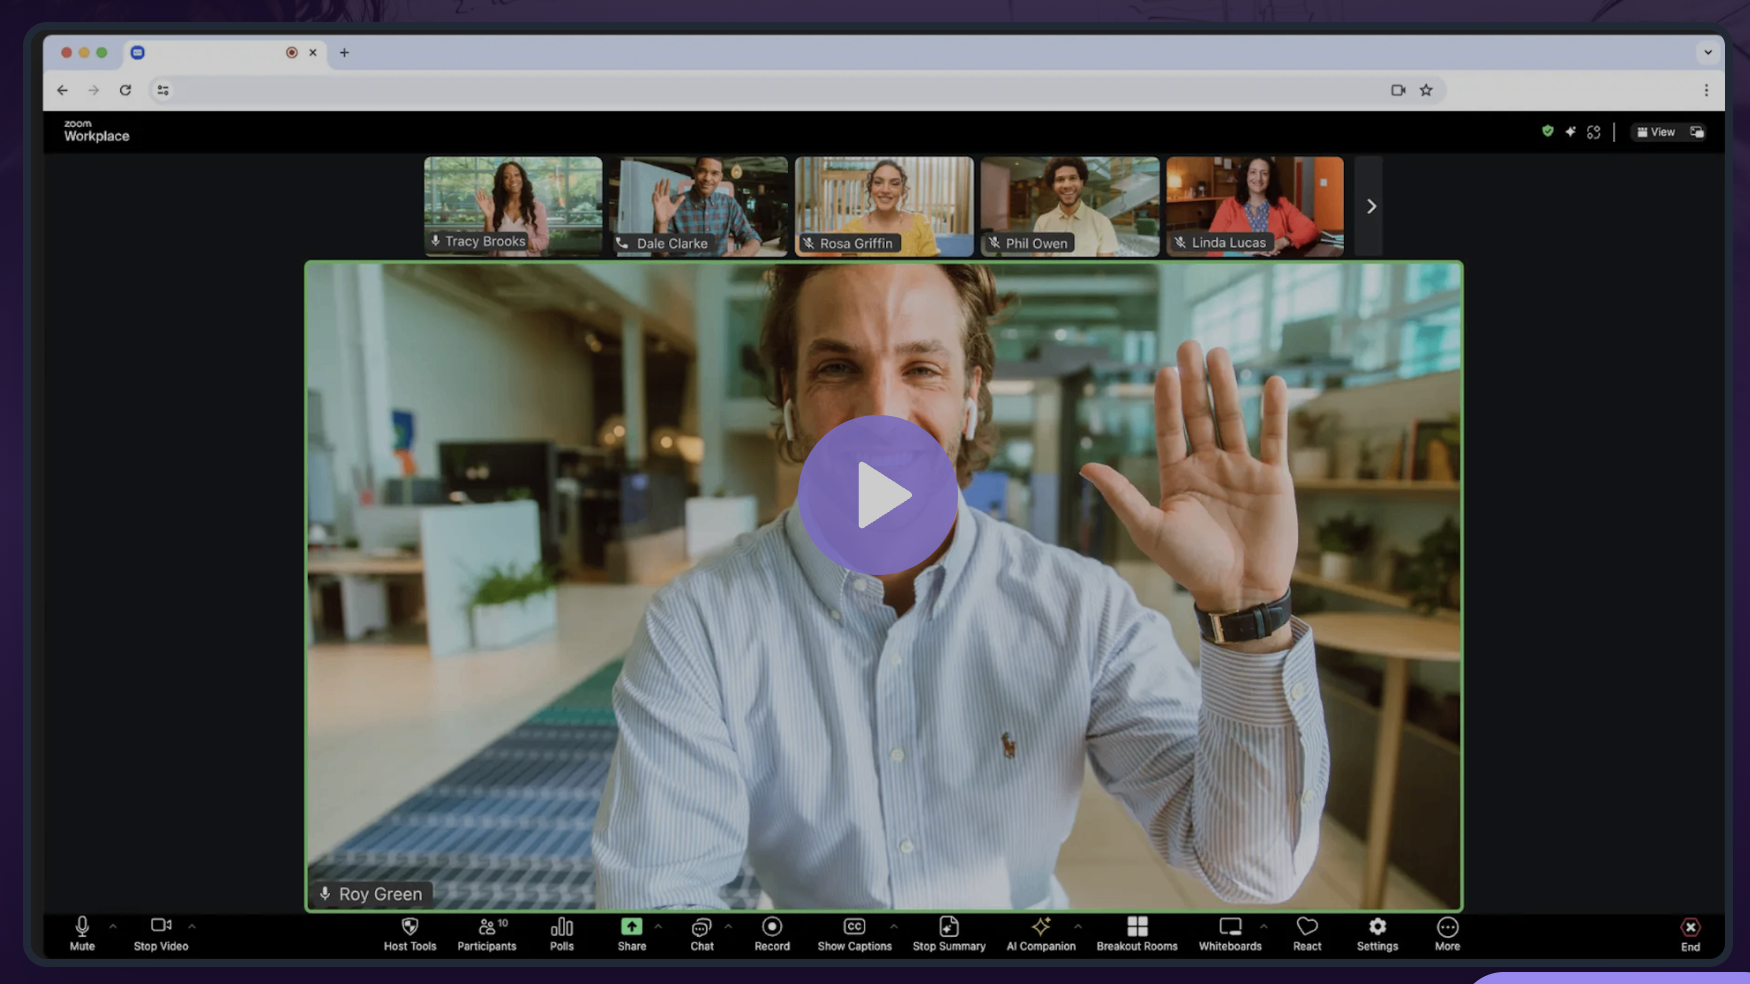 zoom
Workplace
View
Tracy Brooks
Dale Clarke
Rosa Griffin
Phil Owen
Linda Lucas
Roy Green
Mute
Stop Video
Host Tools
10
Participants
Polls
Share
Chat
Record
CC
Show Captions
Stop Summary
AI Companion
Breakout Rooms
Whiteboards
React
Settings
More
End